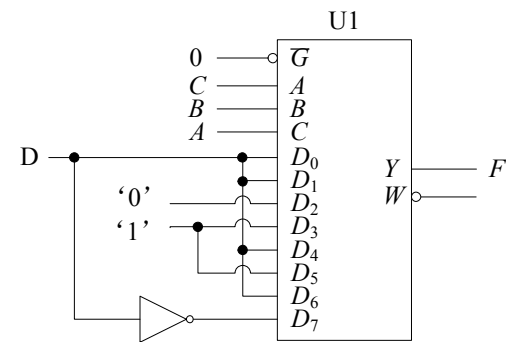 U1
0 G̅
C A
B B
A C
D D₀
D₁
‘0’ D₂
‘1’ D₃
D₄
D₅
D₆
D₇
Y F
W